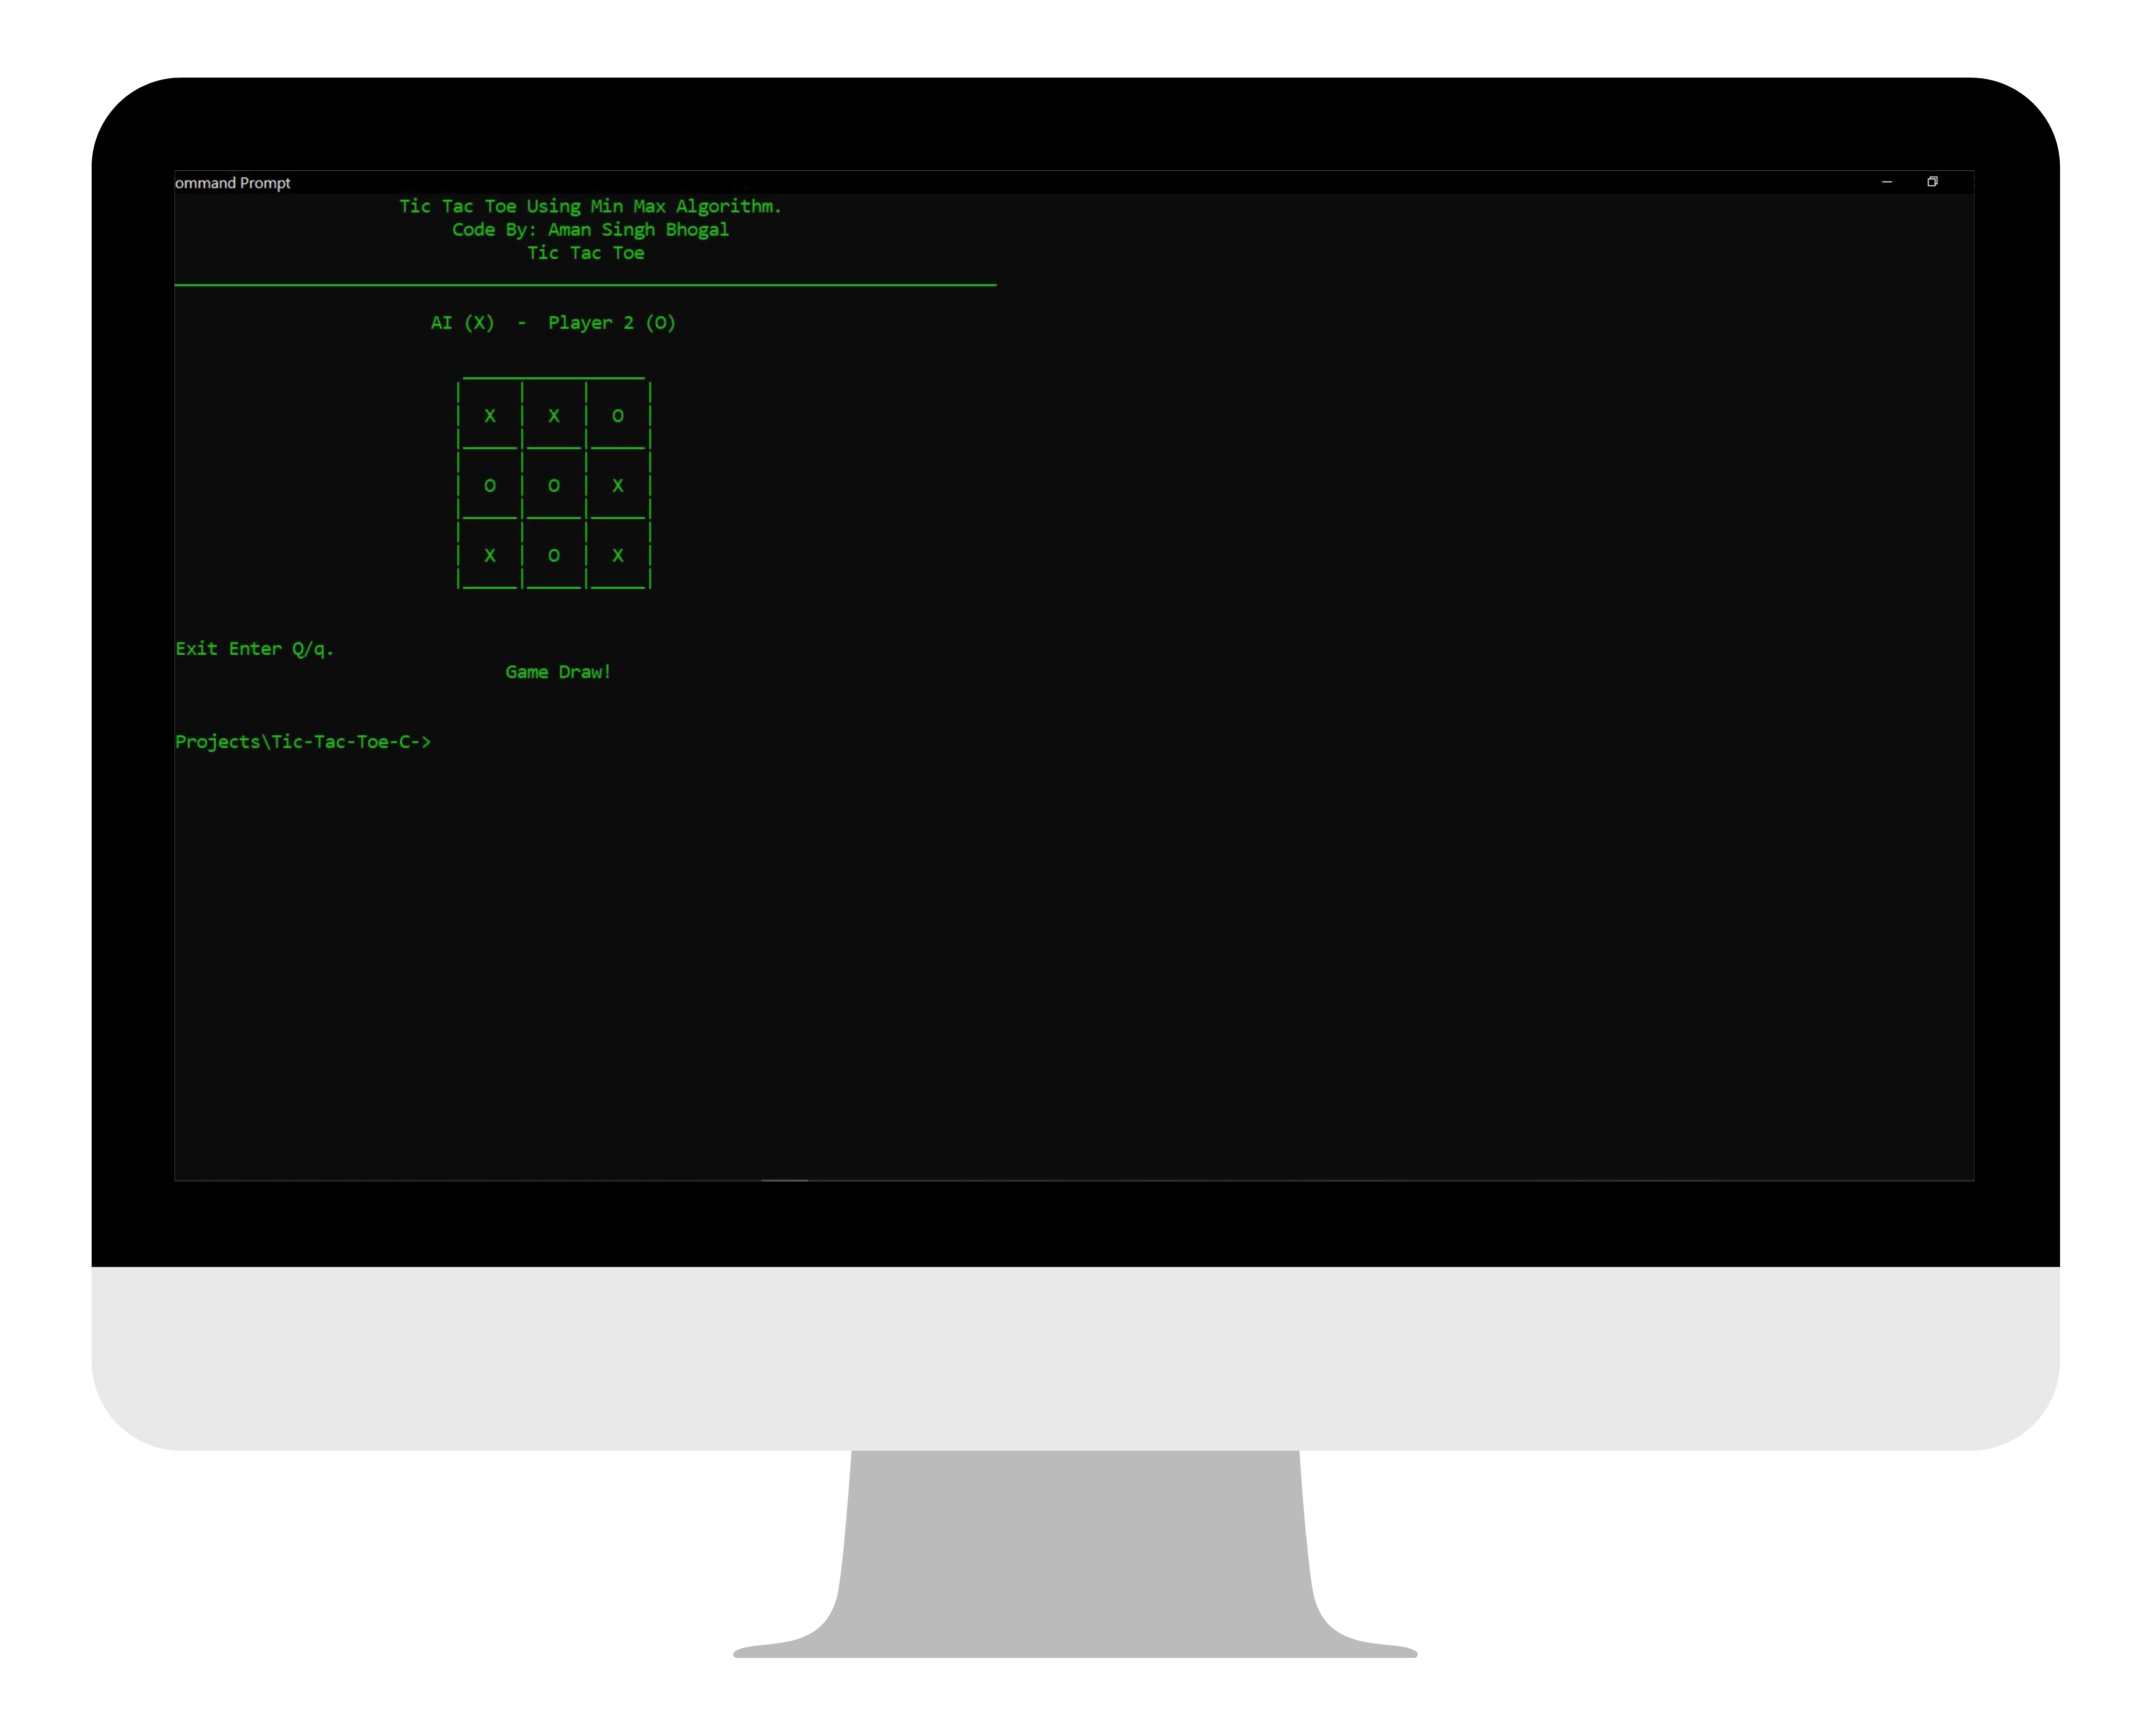 ommand Prompt
Tic Tac Toe Using Min Max Algorithm.
Code By: Aman Singh Bhogal
Tic Tac Toe
AI (X)  -  Player 2 (O)
X | X | O
O | O | X
X | O | X
Exit Enter Q/q.
Game Draw!
Projects\Tic-Tac-Toe-C->